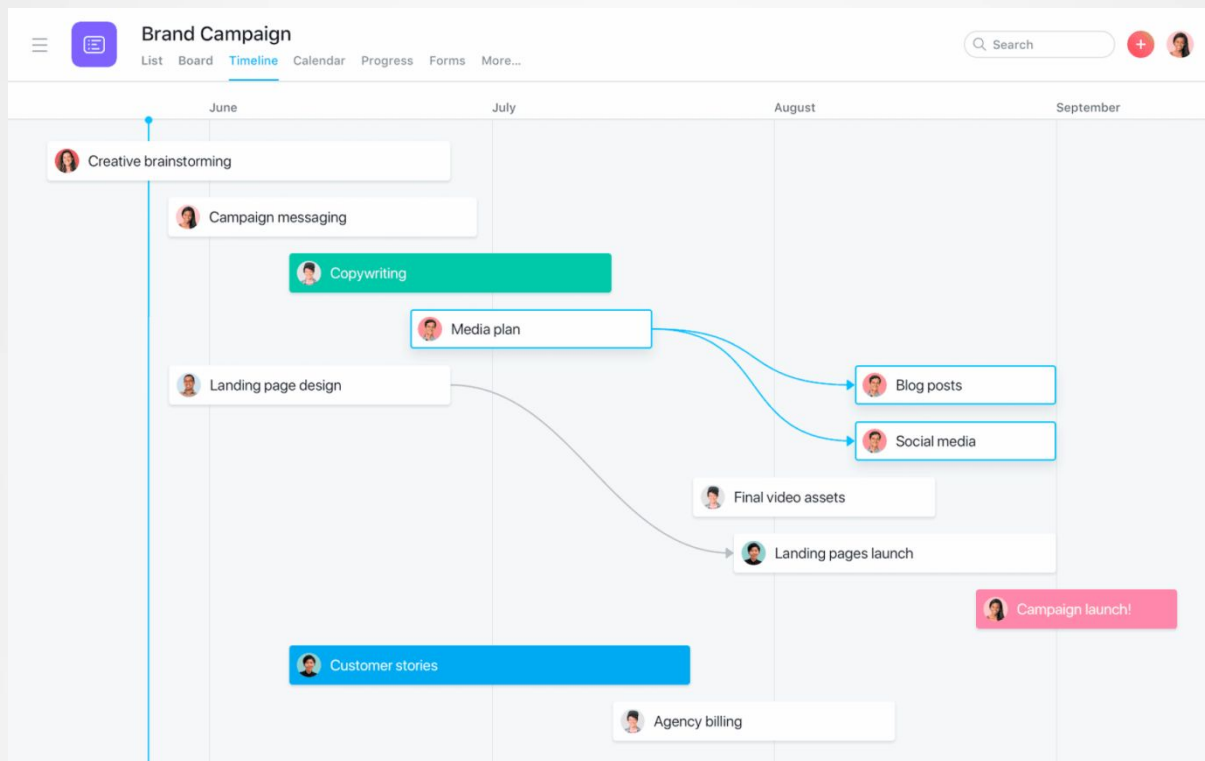 Brand Campaign
List Board Timeline Calendar Progress Forms More...
Search
June July August September
Creative brainstorming
Campaign messaging
Copywriting
Media plan
Landing page design
Blog posts
Social media
Final video assets
Landing pages launch
Campaign launch!
Customer stories
Agency billing